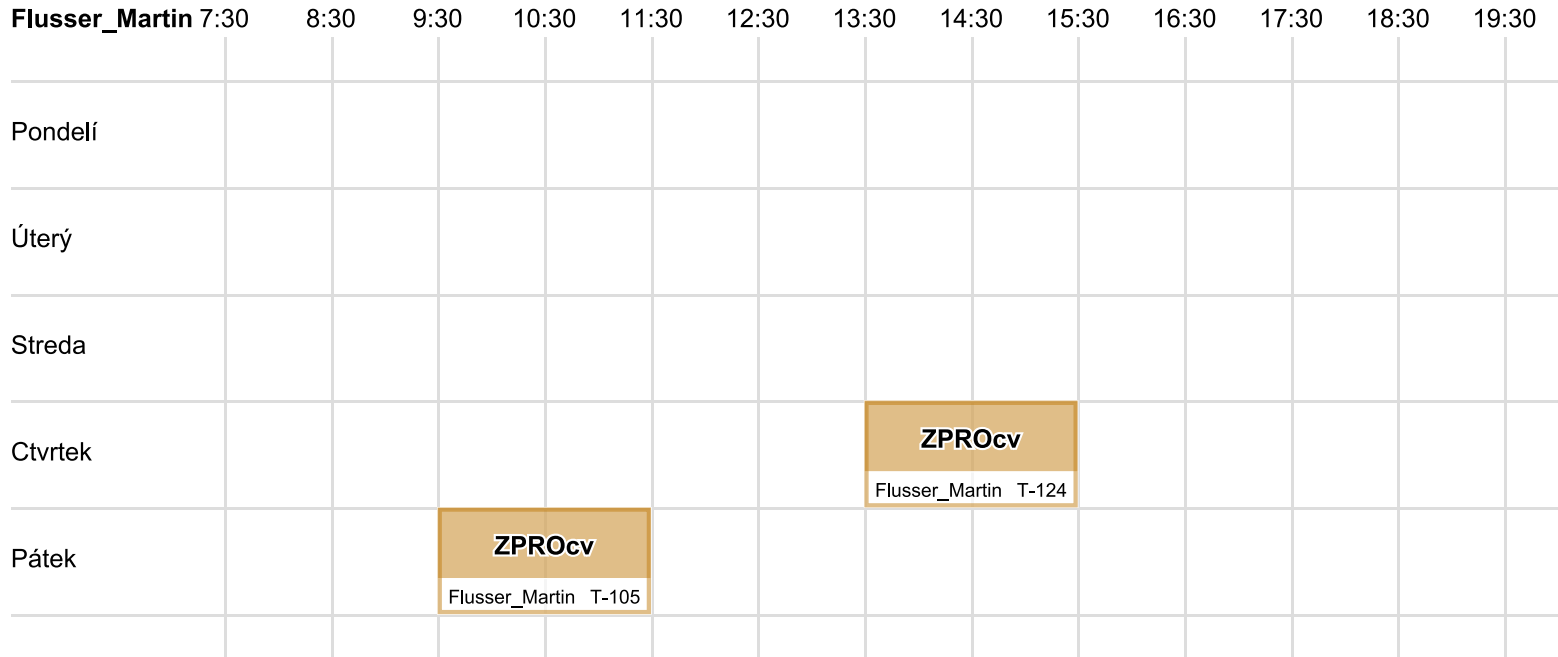 Flusser_Martin 7:30 8:30 9:30 10:30 11:30 12:30 13:30 14:30 15:30 16:30 17:30 18:30 19:30
Pondelí
Úterý
Streda
Ctvrtek
ZPROcv
Flusser_Martin T-124
Pátek
ZPROcv
Flusser_Martin T-105